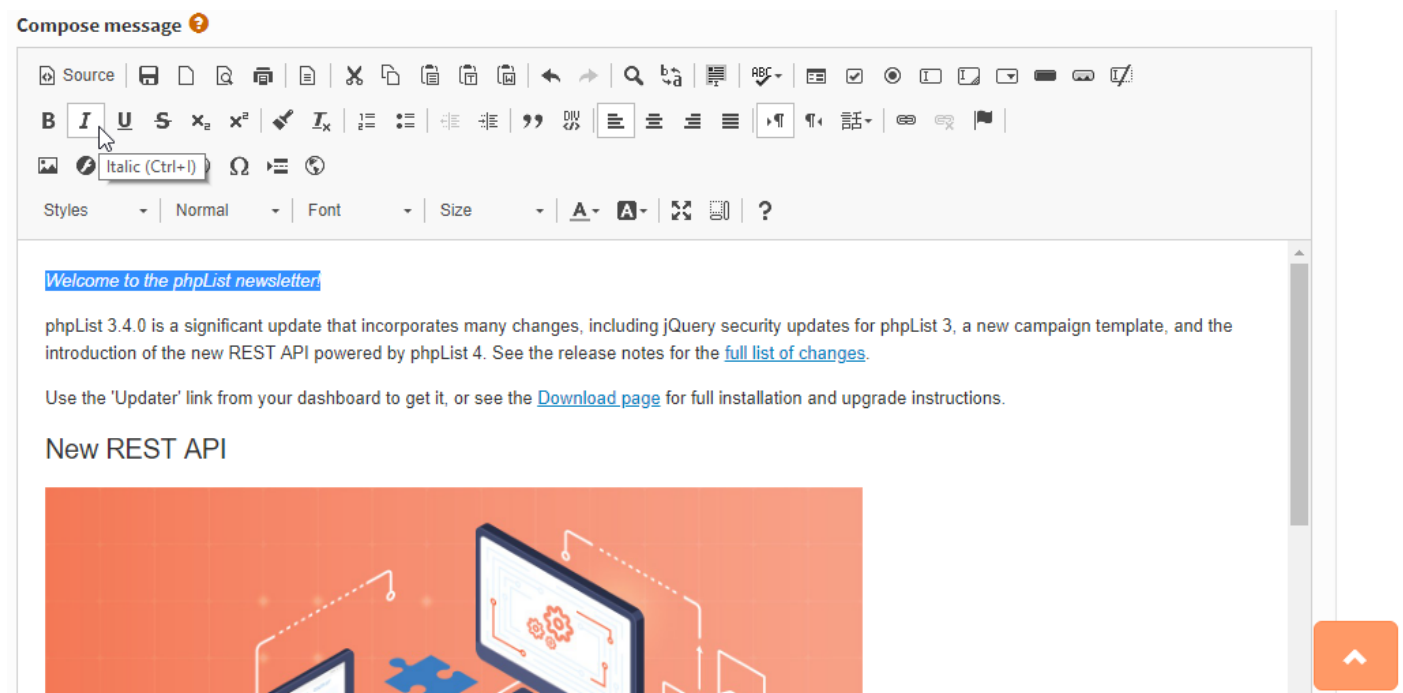 Compose message
Source
Italic (Ctrl+I)
Styles Normal Font Size
Welcome to the phpList newsletter!
phpList 3.4.0 is a significant update that incorporates many changes, including jQuery security updates for phpList 3, a new campaign template, and the
introduction of the new REST API powered by phpList 4. See the release notes for the full list of changes.
Use the 'Updater' link from your dashboard to get it, or see the Download page for full installation and upgrade instructions.
New REST API